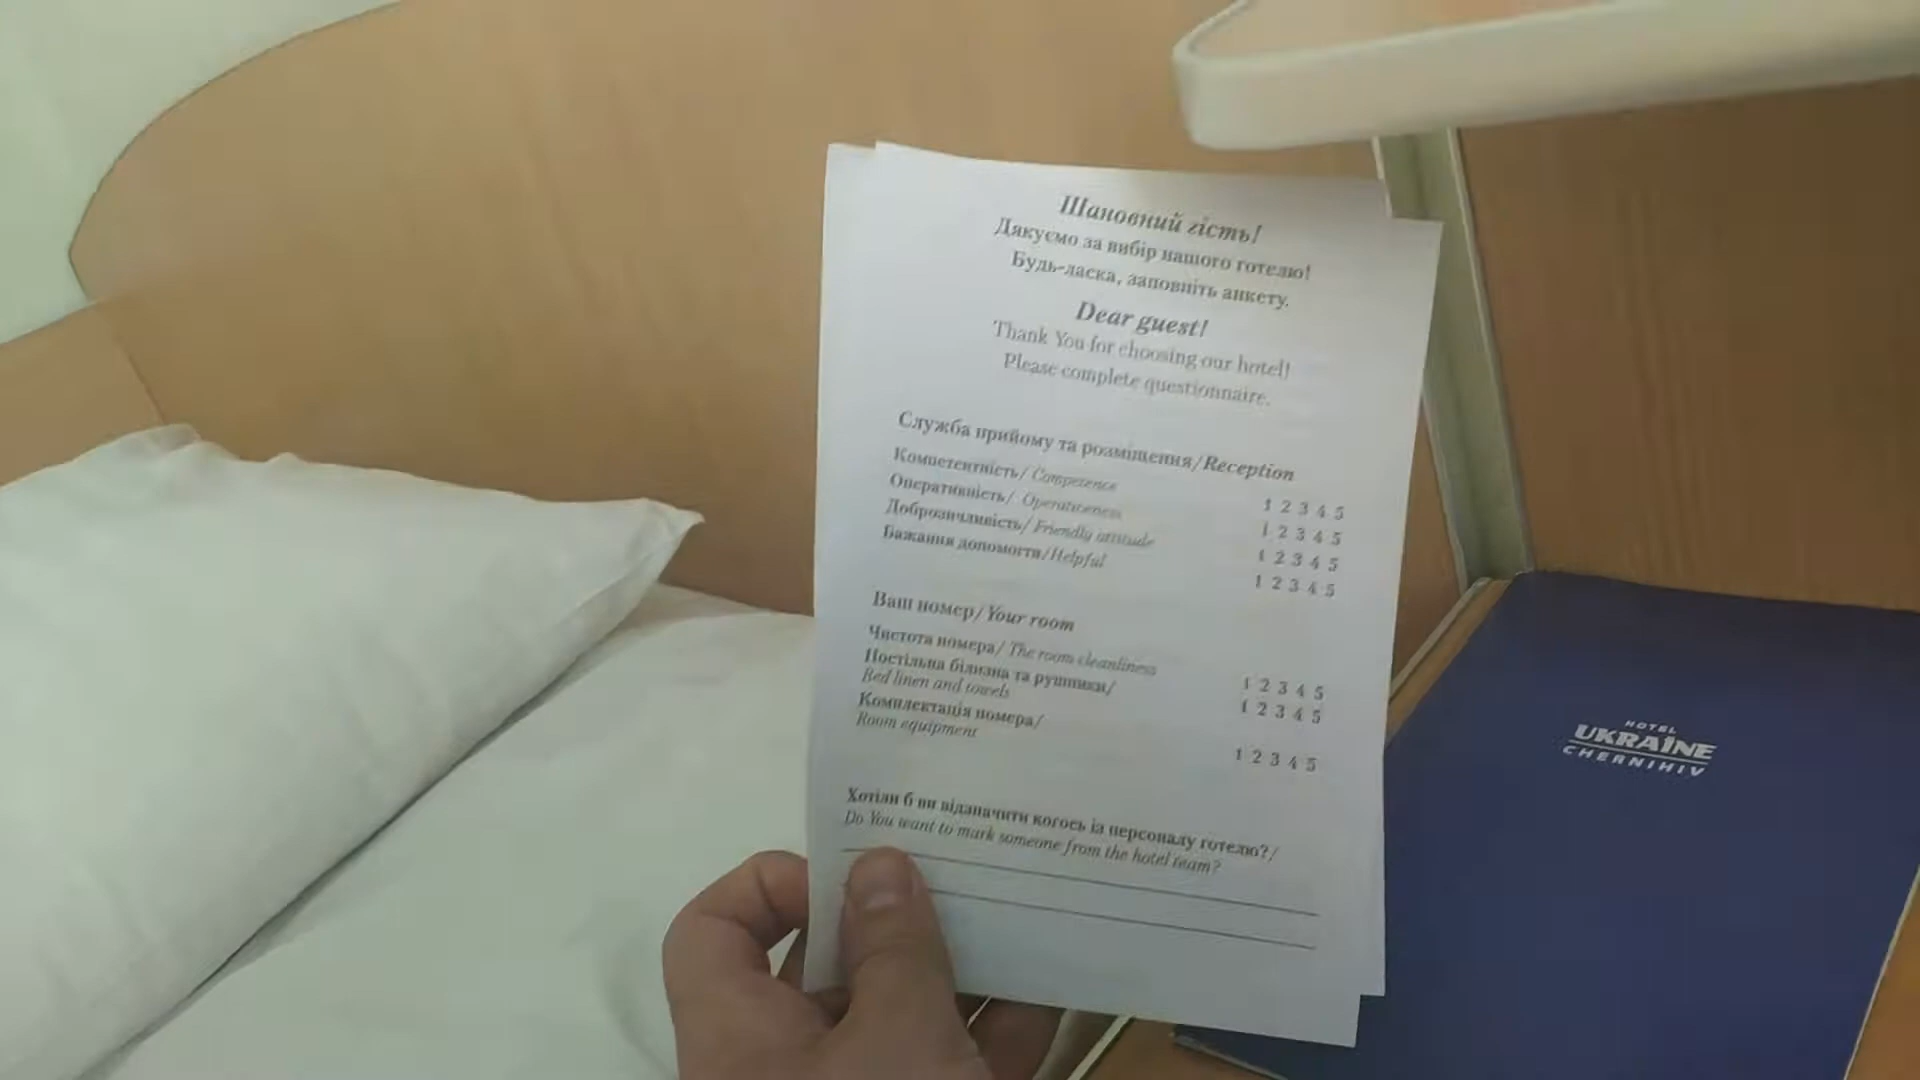 Шановний гість!
Дякуємо за вибір нашого готелю!
Будь-ласка, заповніть анкету.
Dear guest!
Thank You for choosing our hotel!
Please complete questionnaire.
Служба прийому та розміщення/Reception
Компетентність/ Competence 1 2 3 4 5
Оперативність/ Operativeness 1 2 3 4 5
Доброзичливість/ Friendly attitude 1 2 3 4 5
Бажання допомогти/Helpful 1 2 3 4 5
Ваш номер/ Your room
Чистота номера/ The room cleanliness 1 2 3 4 5
Постільна білизна та рушники/ 1 2 3 4 5
Bed linen and towels
Комплектація номера/
Room equipment 1 2 3 4 5
Хотіли б ви відзначити когось із персоналу готелю?/
Do You want to mark someone from the hotel team?
HOTEL
UKRAINE
CHERNIHIV